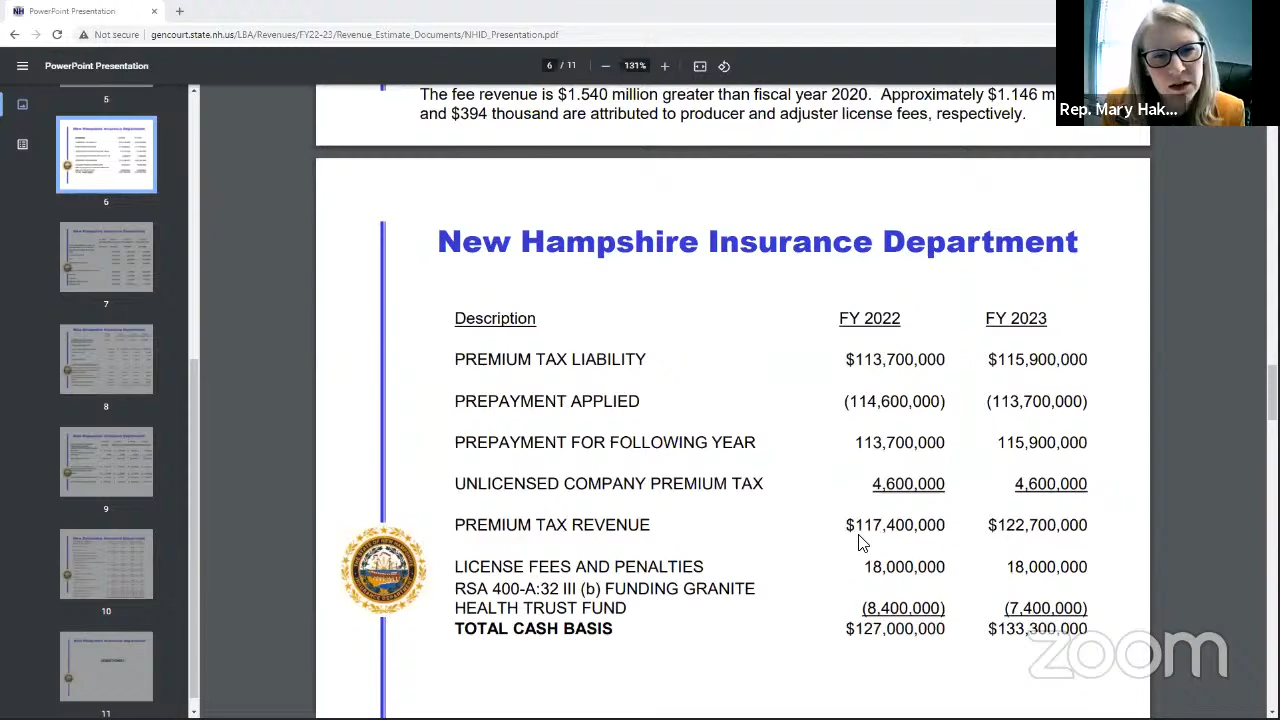 PowerPoint Presentation
Not secure | gencourt.state.nh.us/LBA/Revenues/FY22-23/Revenue_Estimate_Documents/NHID_Presentation.pdf
PowerPoint Presentation
6 / 11
131%
Rep. Mary Hak...
5
6
7
8
9
10
11
The fee revenue is $1.540 million greater than fiscal year 2020. Approximately $1.146 m
and $394 thousand are attributed to producer and adjuster license fees, respectively.
New Hampshire Insurance Department
Description FY 2022 FY 2023
PREMIUM TAX LIABILITY $113,700,000 $115,900,000
PREPAYMENT APPLIED (114,600,000) (113,700,000)
PREPAYMENT FOR FOLLOWING YEAR 113,700,000 115,900,000
UNLICENSED COMPANY PREMIUM TAX 4,600,000 4,600,000
PREMIUM TAX REVENUE $117,400,000 $122,700,000
LICENSE FEES AND PENALTIES 18,000,000 18,000,000
RSA 400-A:32 III (b) FUNDING GRANITE
HEALTH TRUST FUND (8,400,000) (7,400,000)
TOTAL CASH BASIS $127,000,000 $133,300,000
zoom